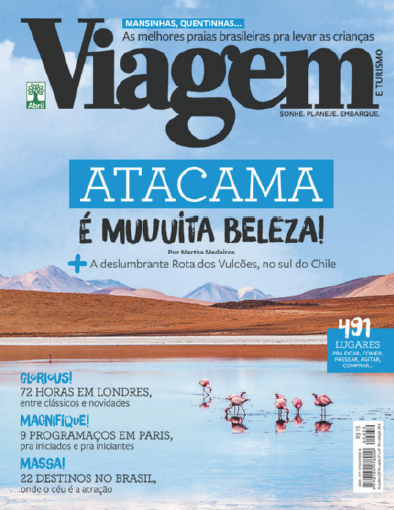 MANSINHAS, QUENTINHAS...
As melhores praias brasileiras pra levar as crianças
Viagem
E TURISMO
Abril
SONHE. PLANEJE. EMBARQUE.
ATACAMA
É MUUUITA BELEZA!
Por Martha Medeiros
+ A deslumbrante Rota dos Vulcões, no sul do Chile
491
LUGARES
PRA FICAR, COMER,
PASSEAR, AGITAR,
COMPRAR...
GLORIOUS!
72 HORAS EM LONDRES,
entre clássicos e novidades
MAGNIFIQUE!
9 PROGRAMAÇOS EM PARIS,
pra iniciados e pra iniciantes
MASSA!
22 DESTINOS NO BRASIL,
onde o céu é a atração
R$ 15